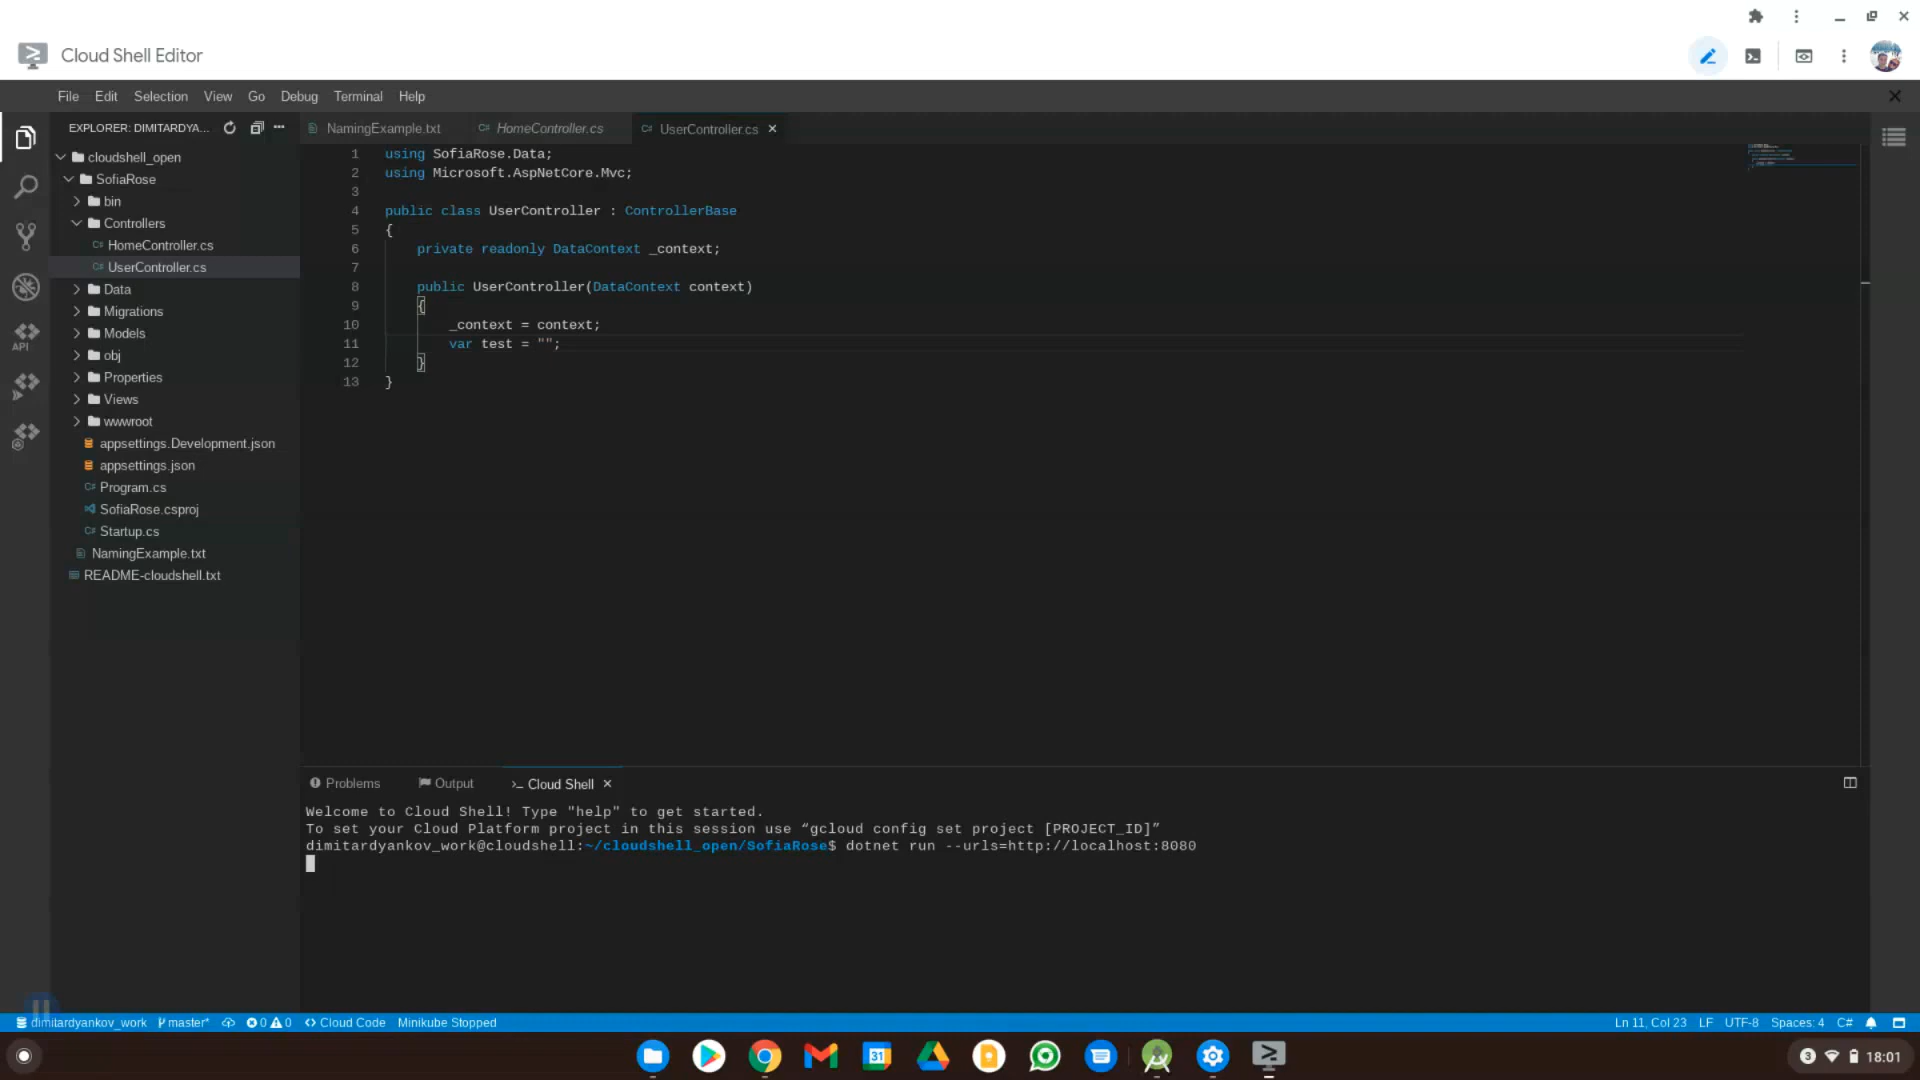 Cloud Shell Editor
File Edit Selection View Go Debug Terminal Help
EXPLORER: DIMITARDYA...
cloudshell_open
SofiaRose
bin
Controllers
HomeController.cs
UserController.cs
Data
Migrations
Models
obj
Properties
Views
wwwroot
appsettings.Development.json
appsettings.json
Program.cs
SofiaRose.csproj
Startup.cs
NamingExample.txt
README-cloudshell.txt
API
NamingExample.txt HomeController.cs UserController.cs
1 using SofiaRose.Data;
2 using Microsoft.AspNetCore.Mvc;
3
4 public class UserController : ControllerBase
5 {
6 private readonly DataContext _context;
7
8 public UserController(DataContext context)
9 {
10 _context = context;
11 var test = "";
12 }
13 }
Problems Output >_ Cloud Shell
Welcome to Cloud Shell! Type "help" to get started.
To set your Cloud Platform project in this session use “gcloud config set project [PROJECT_ID]”
dimitardyankov_work@cloudshell:~/cloudshell_open/SofiaRose$ dotnet run --urls=http://localhost:8080
dimitardyankov_work master* 0 0 Cloud Code Minikube Stopped Ln 11, Col 23 LF UTF-8 Spaces: 4 C#
31
3 18:01